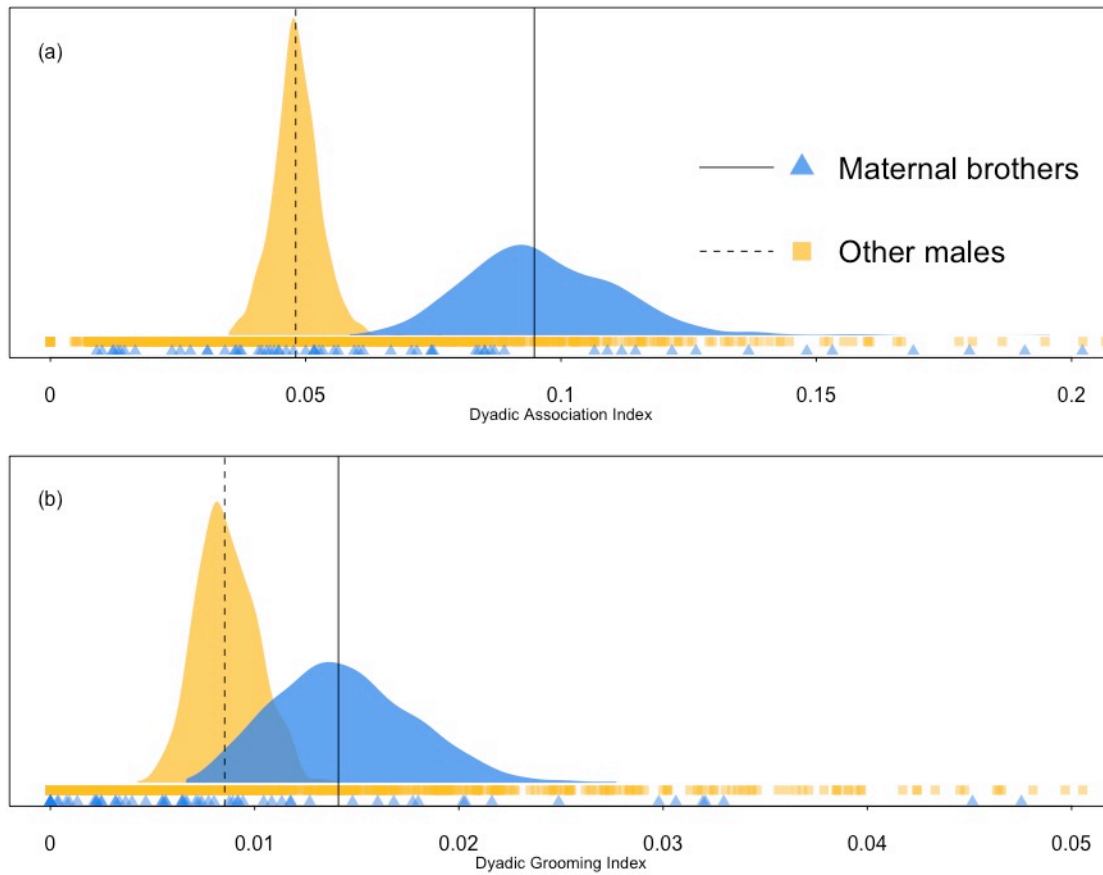 (a)
Maternal brothers
Other males
0 0.05 0.1 0.15 0.2
Dyadic Association Index
(b)
0 0.01 0.02 0.03 0.04 0.05
Dyadic Grooming Index